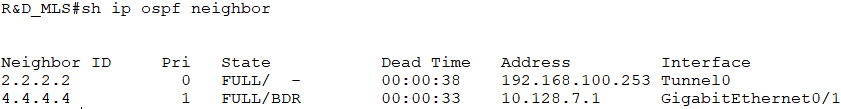 R&D_MLS#sh ip ospf neighbor
Neighbor ID     Pri   State           Dead Time   Address         Interface
2.2.2.2           0   FULL/  -        00:00:38    192.168.100.253 Tunnel0
4.4.4.4           1   FULL/BDR        00:00:33    10.128.7.1      GigabitEthernet0/1